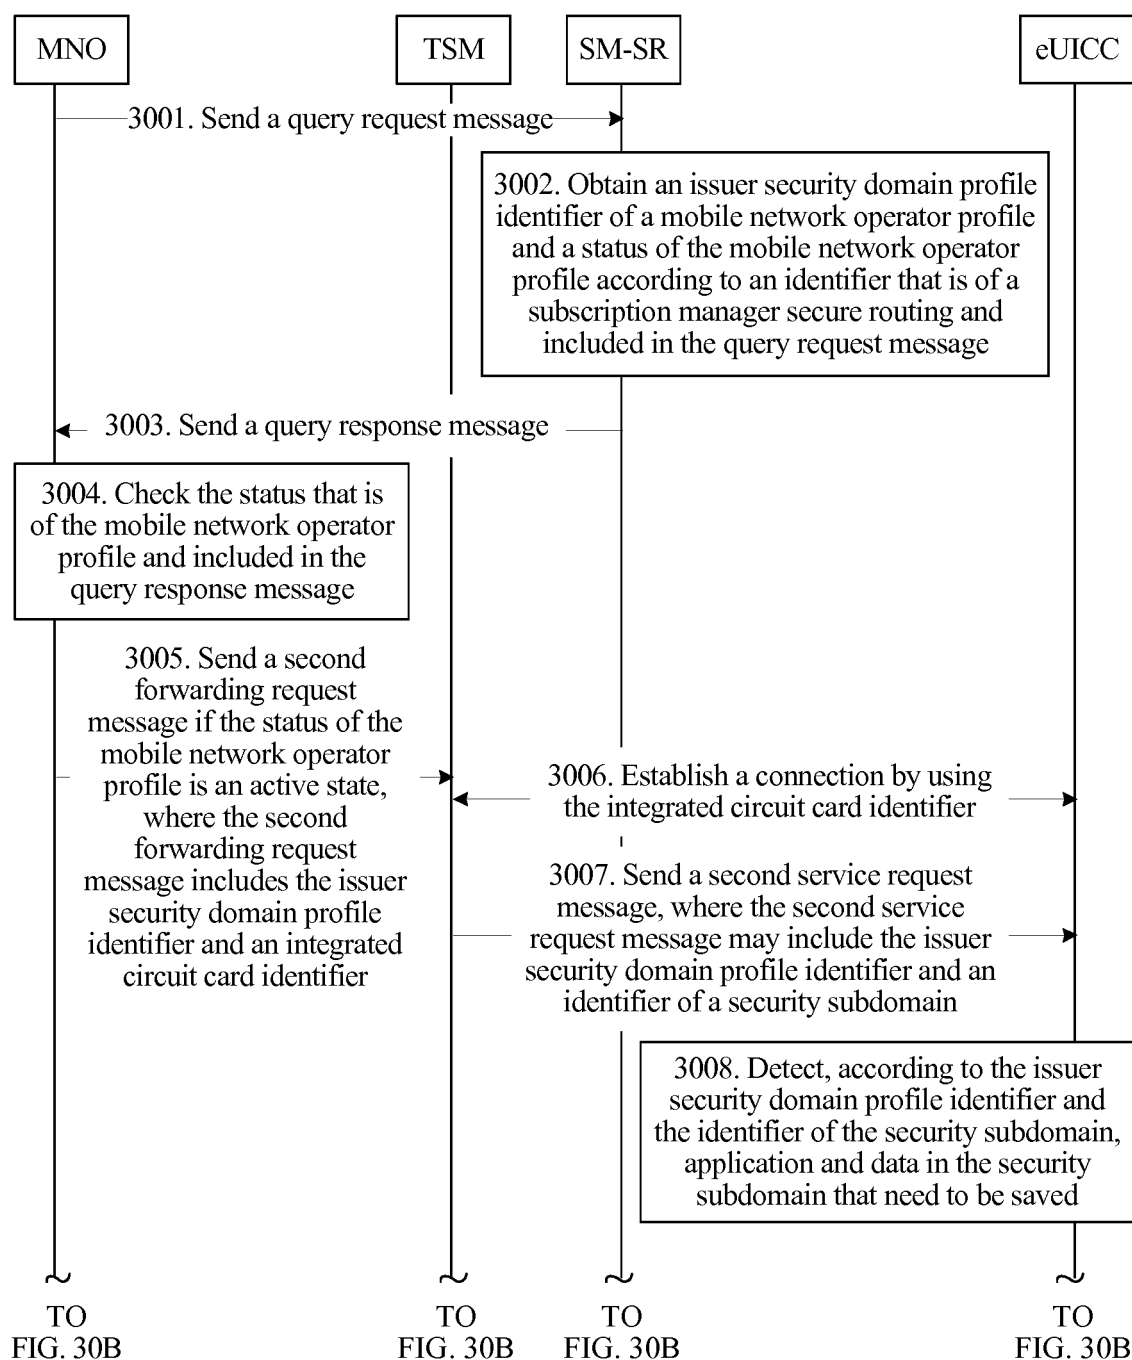 MNO
TSM
SM-SR
eUICC
3001. Send a query request message
3002. Obtain an issuer security domain profile
identifier of a mobile network operator profile
and a status of the mobile network operator
profile according to an identifier that is of a
subscription manager secure routing and
included in the query request message
3003. Send a query response message
3004. Check the status that is
of the mobile network operator
profile and included in the
query response message
3005. Send a second
forwarding request
message if the status of the
mobile network operator
profile is an active state,
where the second
forwarding request
message includes the issuer
security domain profile
identifier and an integrated
circuit card identifier
3006. Establish a connection by using
the integrated circuit card identifier
3007. Send a second service request
message, where the second service
request message may include the issuer
security domain profile identifier and an
identifier of a security subdomain
3008. Detect, according to the issuer
security domain profile identifier and
the identifier of the security subdomain,
application and data in the security
subdomain that need to be saved
TO
FIG. 30B
TO
FIG. 30B
TO
FIG. 30B
TO
FIG. 30B